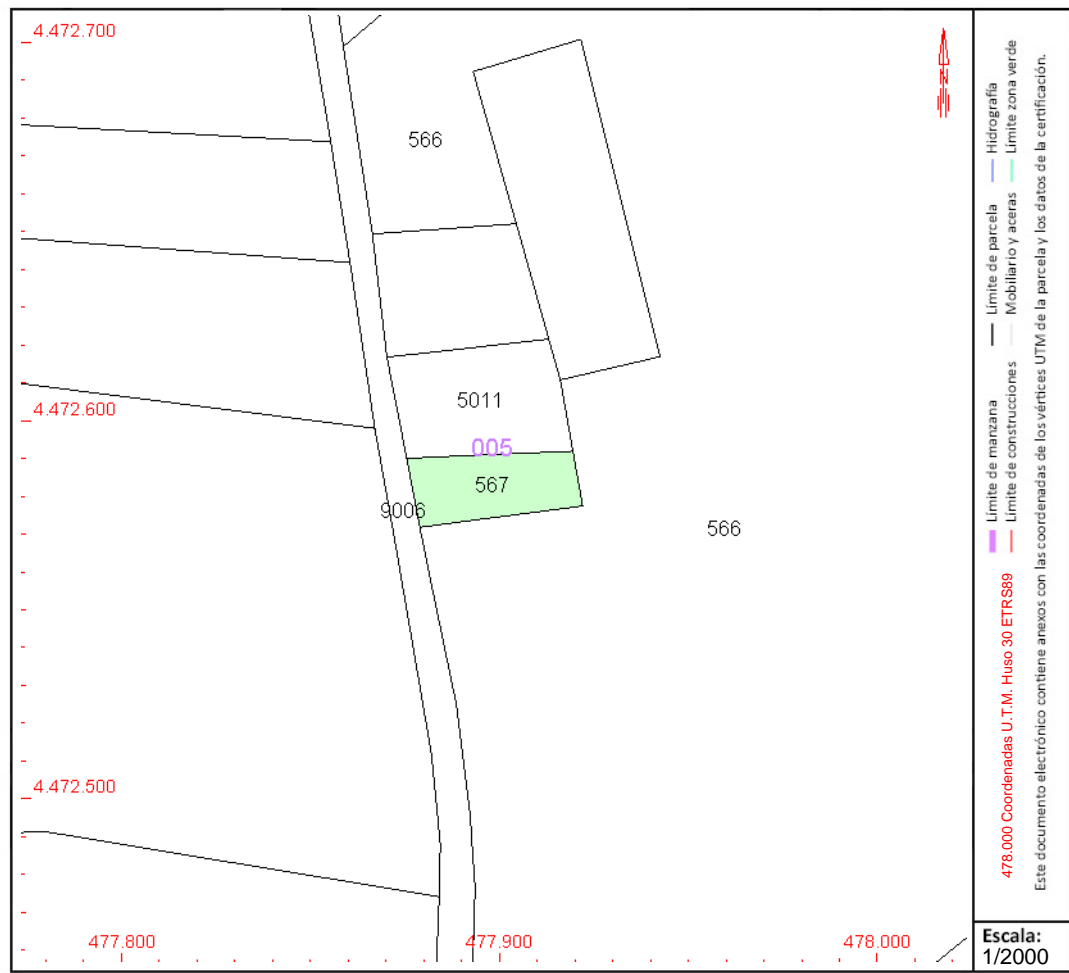 4.472.700
566
4.472.600
5011
005
567
9006
566
4.472.500
477.800
477.900
478.000
N
Límite de manzana
Límite de parcela
Hidrografía
Límite de construcciones
Mobiliario y aceras
Límite zona verde
478.000 Coordenadas U.T.M. Huso 30 ETRS89
Este documento electrónico contiene anexos con las coordenadas de los vértices UTM de la parcela y los datos de la certificación.
Escala:
1/2000